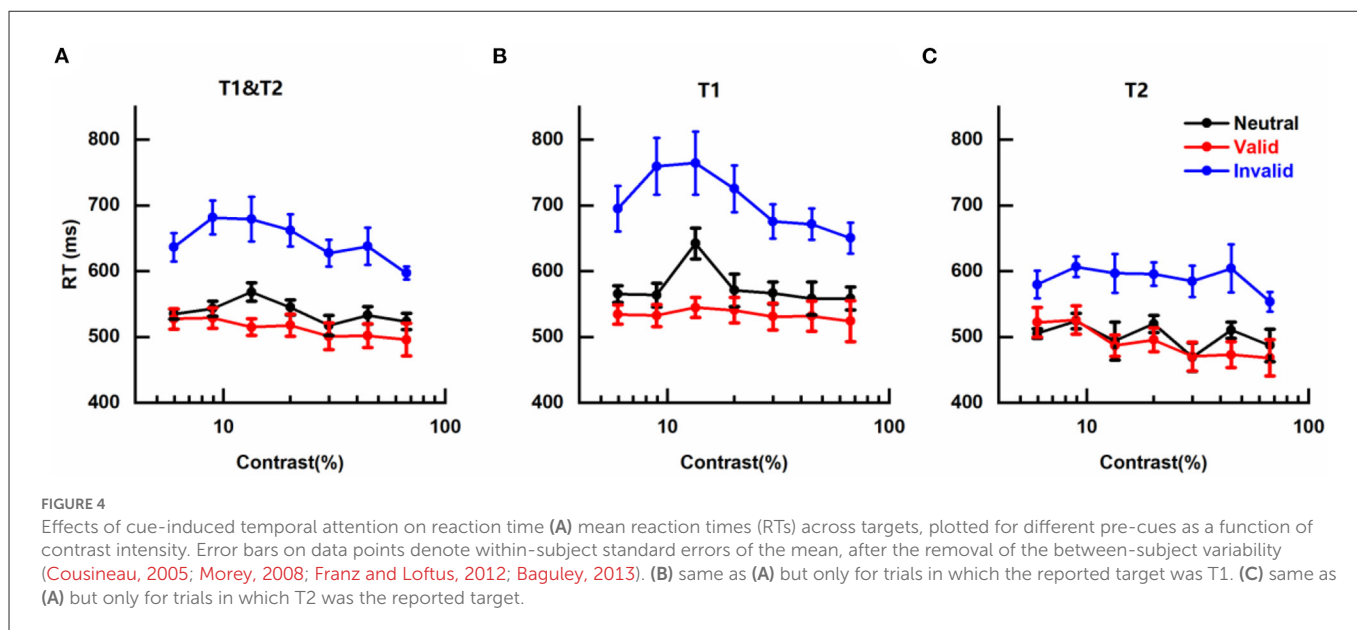 A
B
C
T1&T2
T1
T2
Neutral
Valid
Invalid
RT (ms)
800
700
600
500
400
10
100
Contrast(%)
800
700
600
500
400
10
100
Contrast(%)
800
700
600
500
400
10
100
Contrast(%)
FIGURE 4
Effects of cue-induced temporal attention on reaction time (A) mean reaction times (RTs) across targets, plotted for different pre-cues as a function of
contrast intensity. Error bars on data points denote within-subject standard errors of the mean, after the removal of the between-subject variability
(Cousineau, 2005; Morey, 2008; Franz and Loftus, 2012; Baguley, 2013). (B) same as (A) but only for trials in which the reported target was T1. (C) same as
(A) but only for trials in which T2 was the reported target.